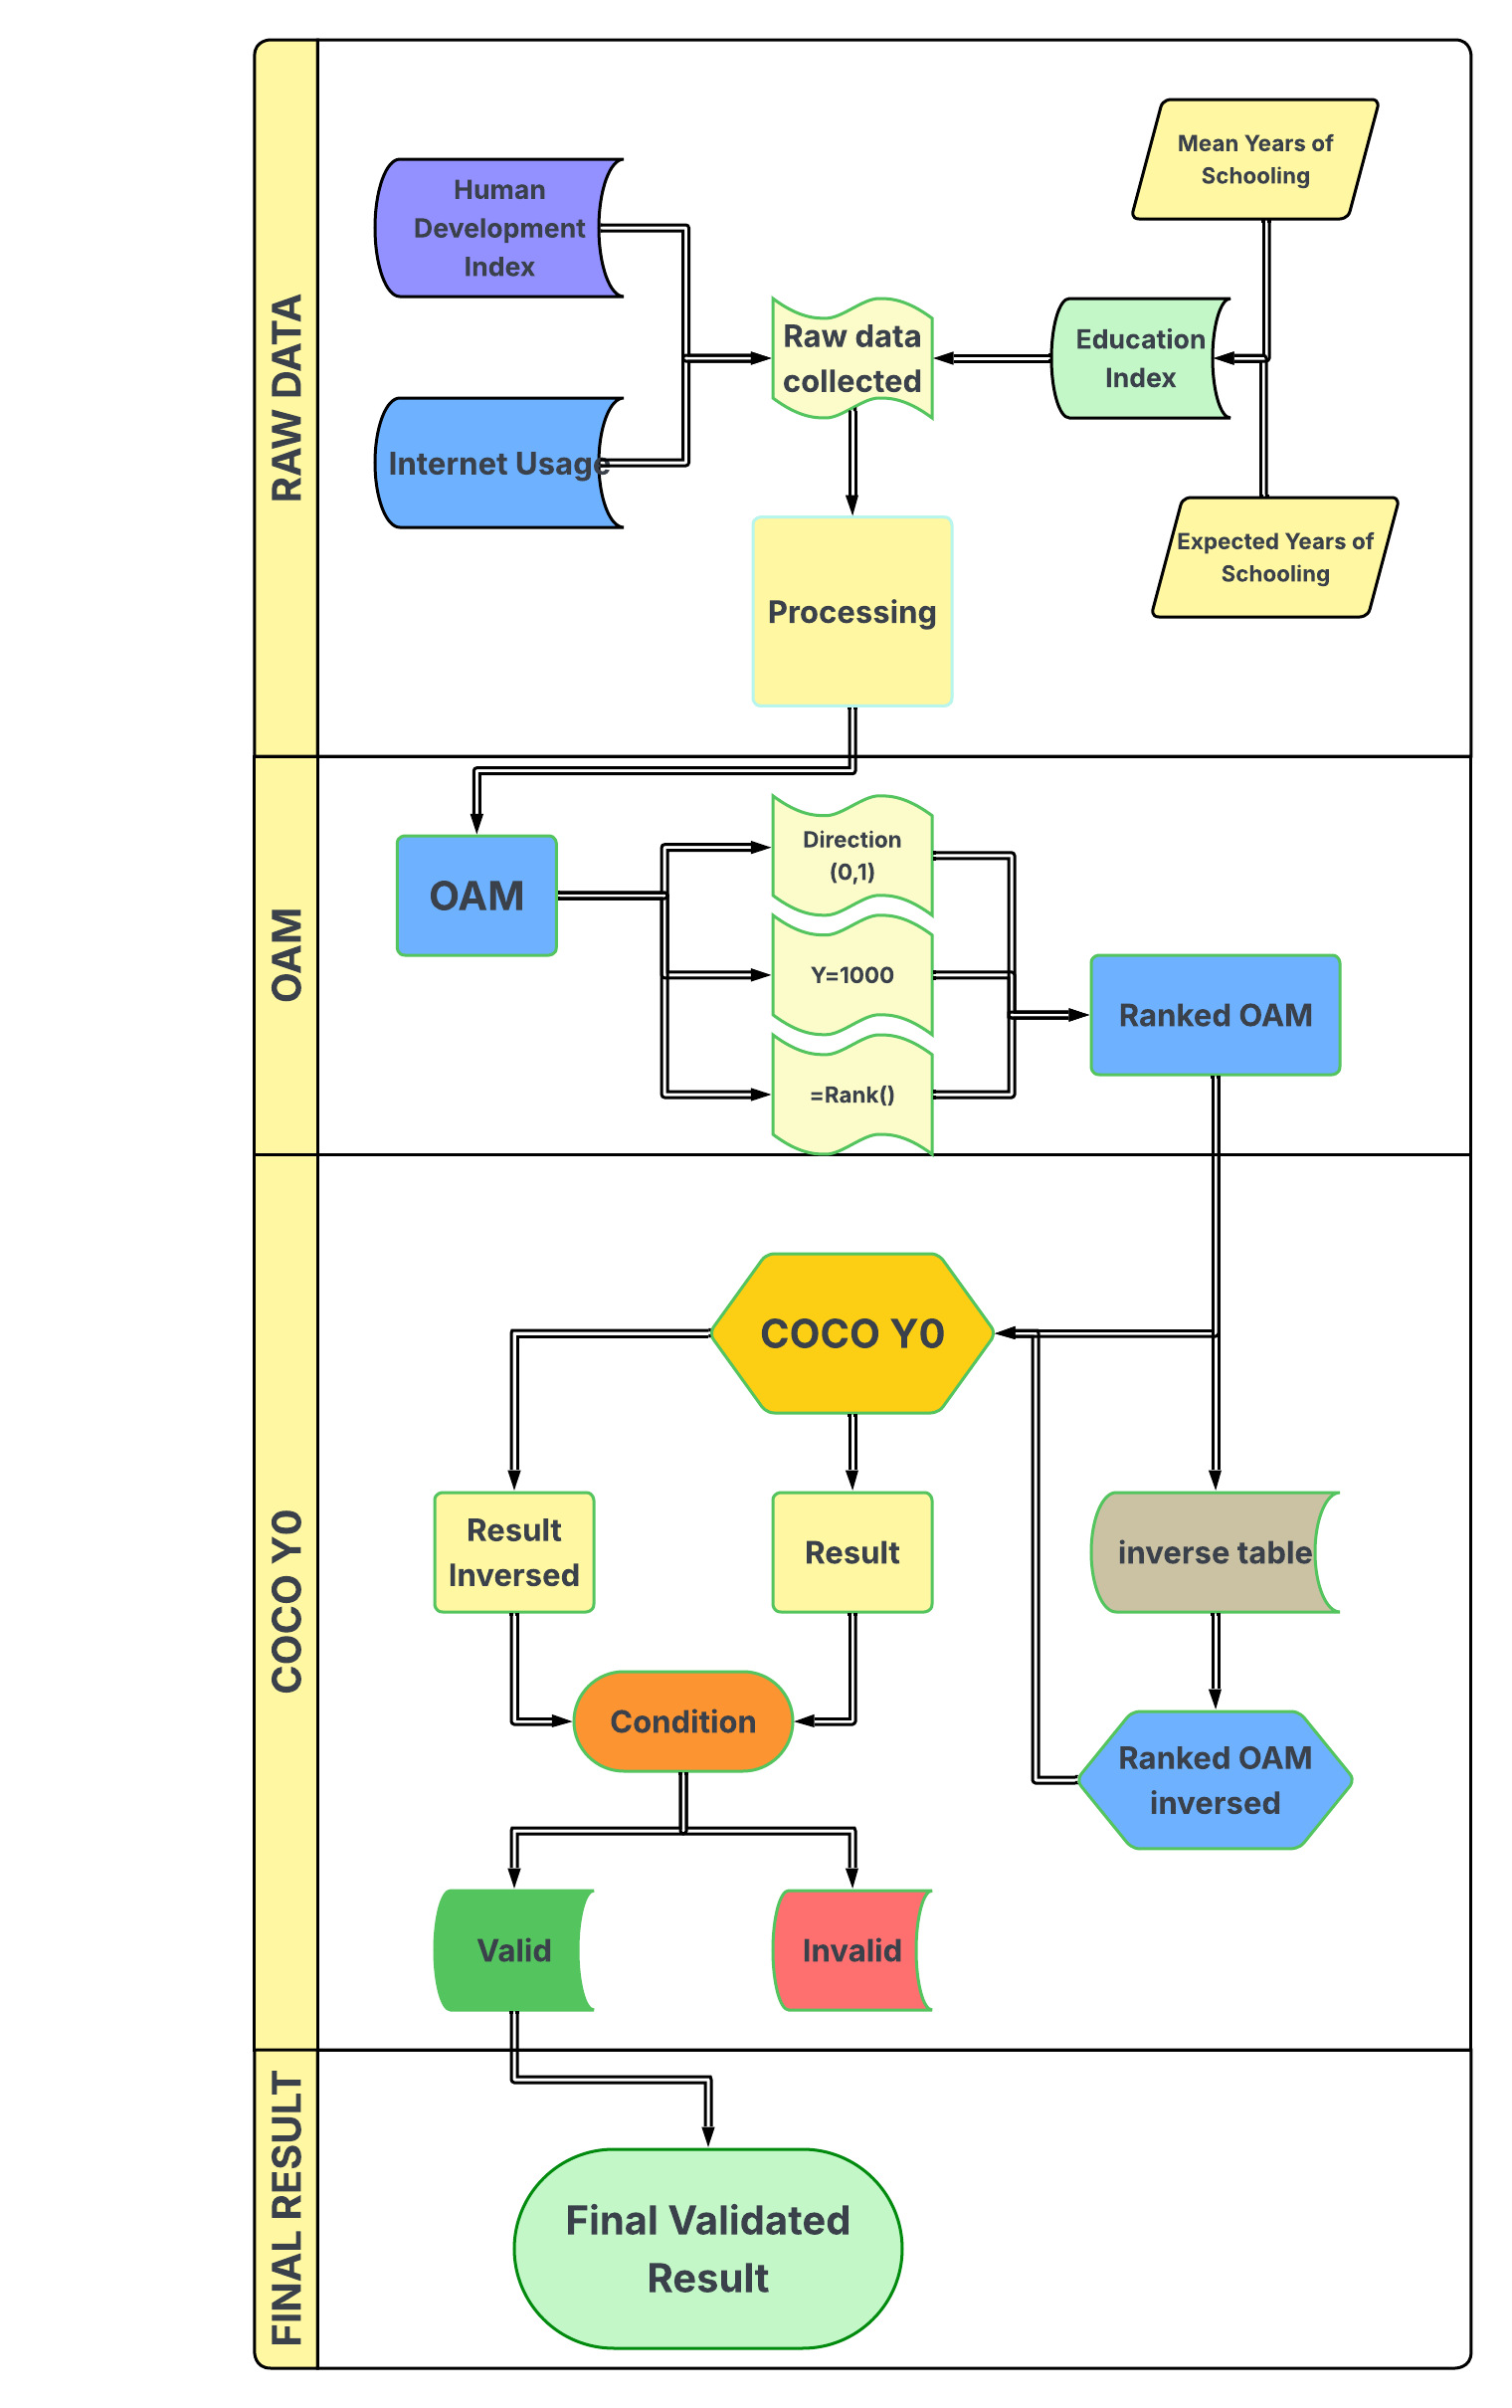 RAW DATA
Mean Years of
Schooling
Human
Development
Index
Raw data
collected
Education
Index
Internet Usage
Expected Years of
Schooling
Processing
OAM
Direction
(0,1)
OAM
Y=1000
Ranked OAM
=Rank()
COCO Y0
COCO Y0
Result
Inversed
Result
inverse table
Condition
Ranked OAM
inversed
Valid
Invalid
FINAL RESULT
Final Validated
Result